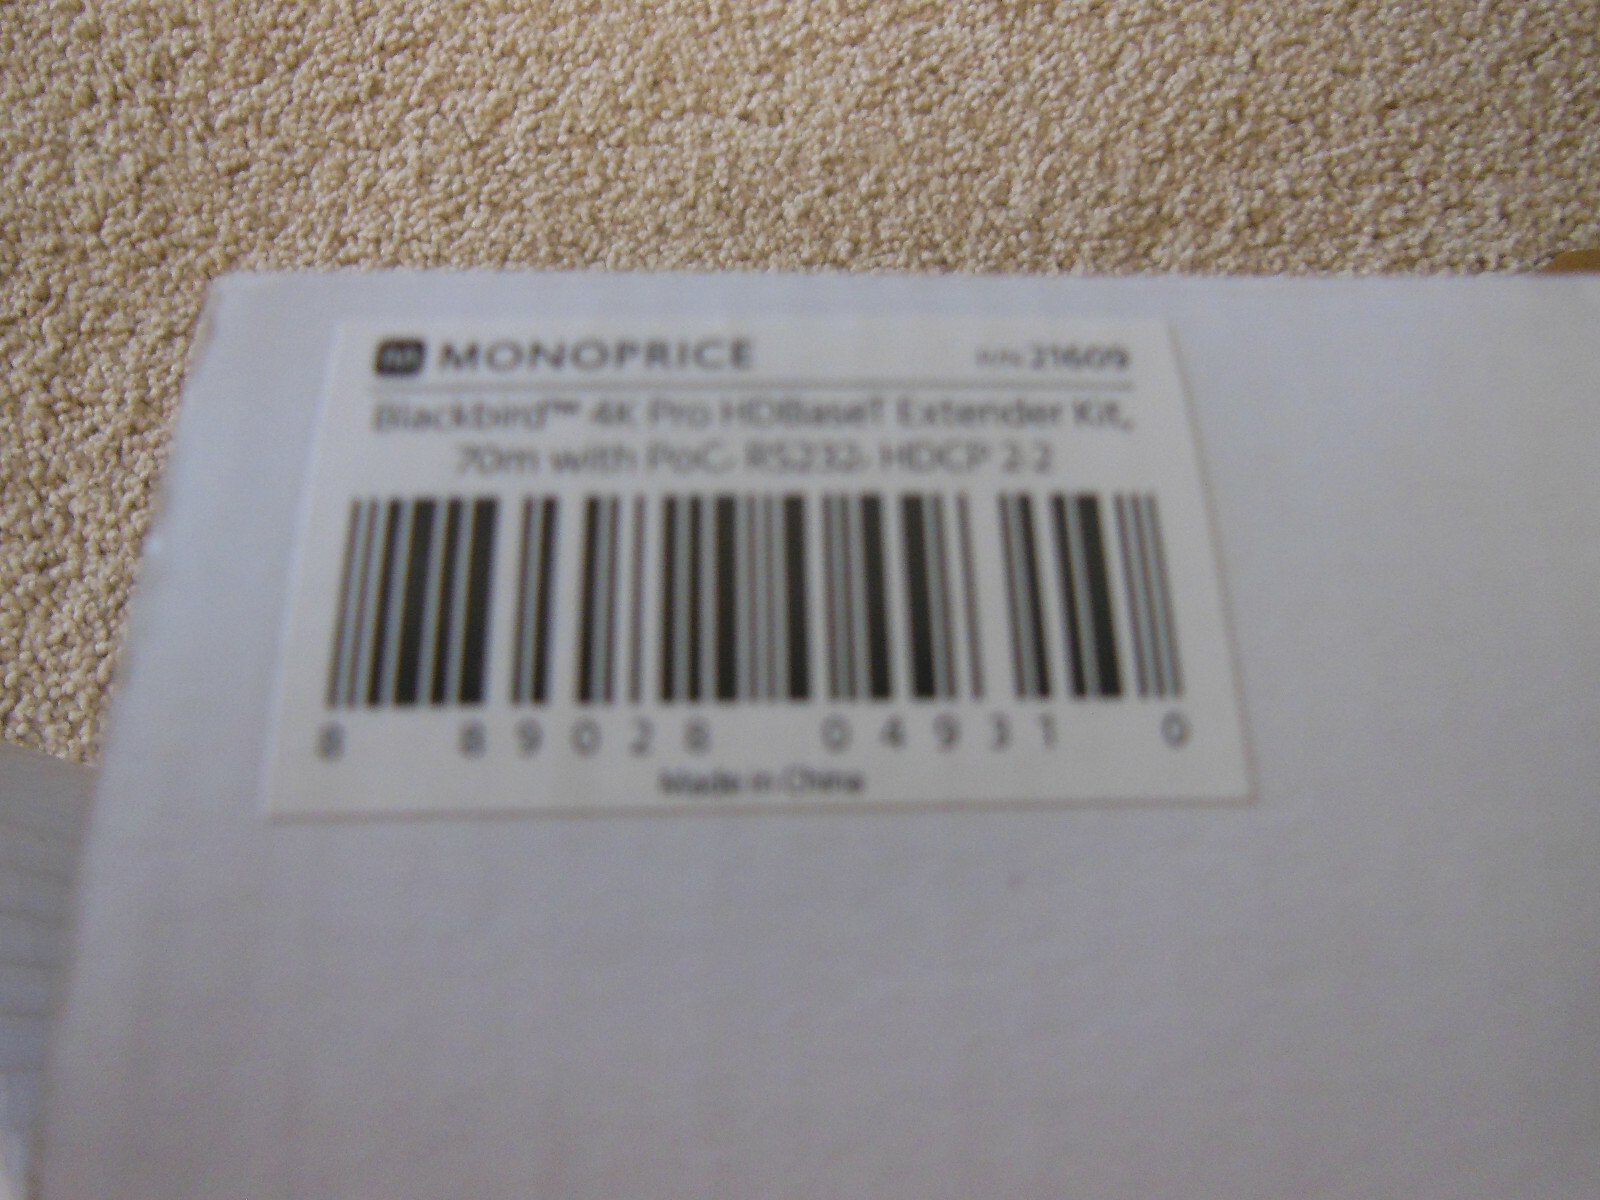 m MONOPRICE P/N 21609
Blackbird™ 4K Pro HDBaseT Extender Kit,
70m with PoC, RS232, HDCP 2.2
8 89028 04931 0
Made in China